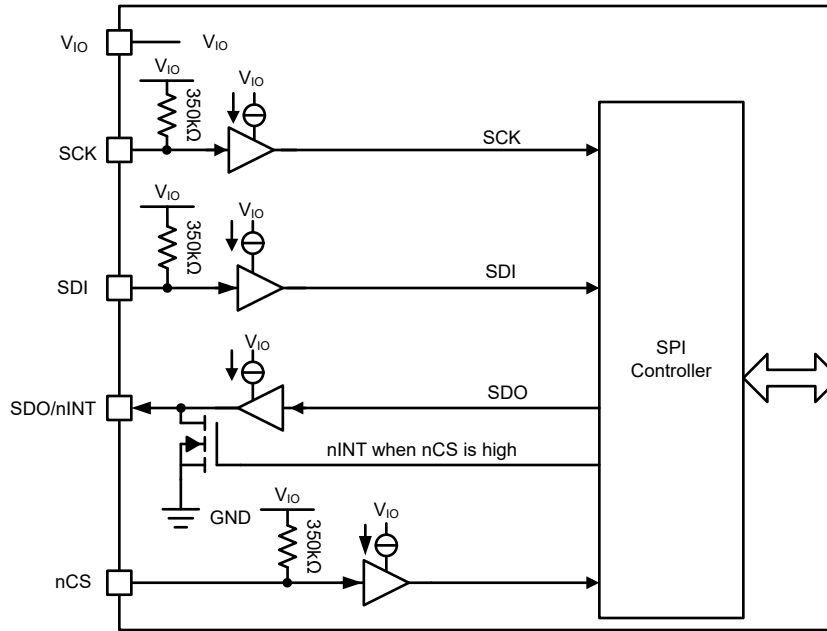 VIO
VIO
VIO
350kΩ
VIO
SCK
SCK
VIO
350kΩ
VIO
SDI
SDI
VIO
SDO/nINT
SDO
SPI
Controller
nINT when nCS is high
GND
VIO
350kΩ
VIO
nCS